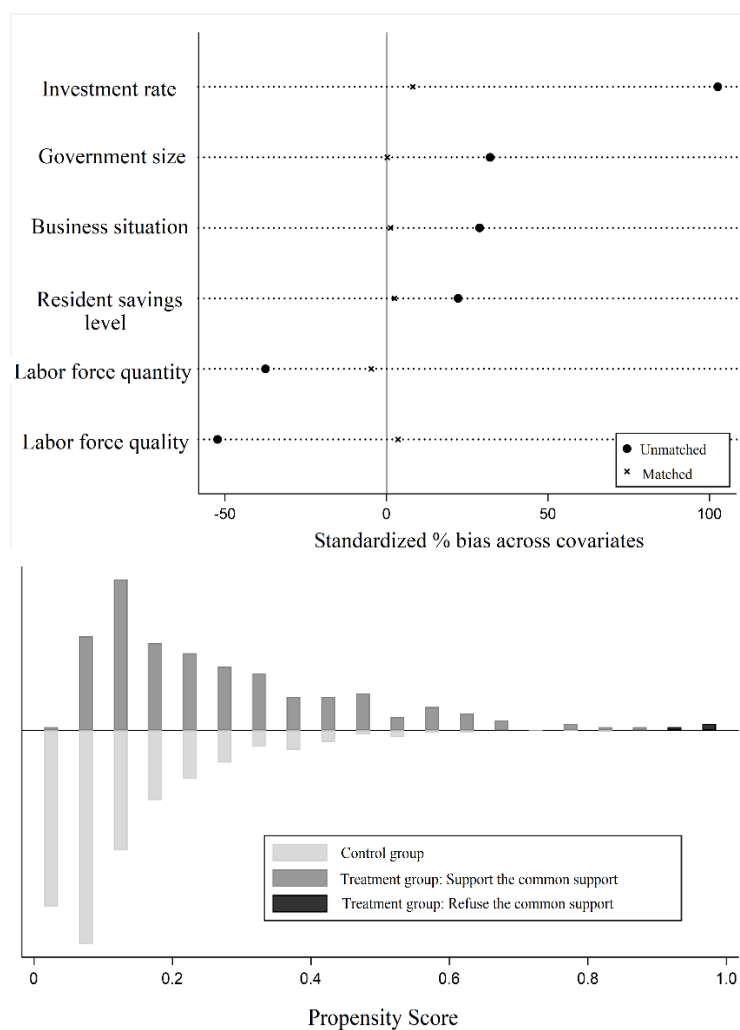 Investment rate
Government size
Business situation
Resident savings
level
Labor force quantity
Labor force quality
Unmatched
Matched
-50 0 50 100
Standardized % bias across covariates
Control group
Treatment group: Support the common support
Treatment group: Refuse the common support
0 0.2 0.4 0.6 0.8 1.0
Propensity Score